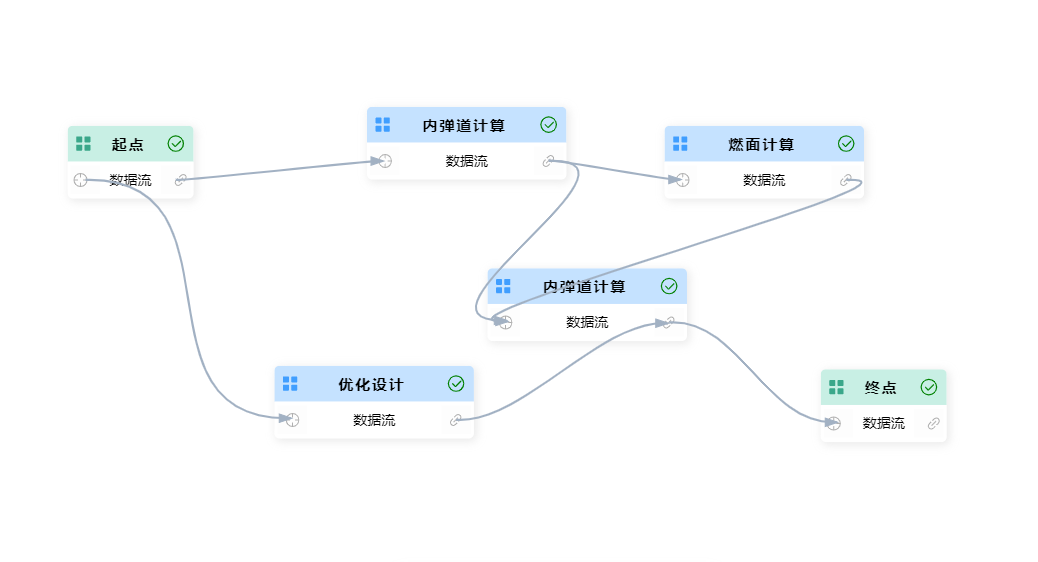 起点
数据流
内弹道计算
数据流
燃面计算
数据流
内弹道计算
数据流
优化设计
数据流
终点
数据流